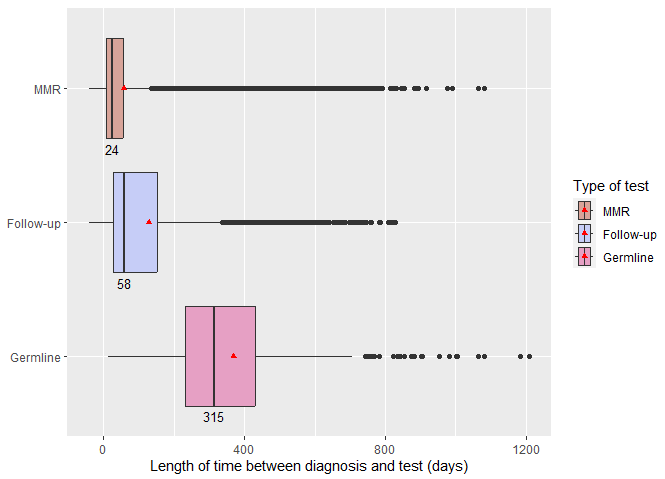 MMR
24
Follow-up
58
Germline
315
0
400
800
1200
Length of time between diagnosis and test (days)
Type of test
MMR
Follow-up
Germline